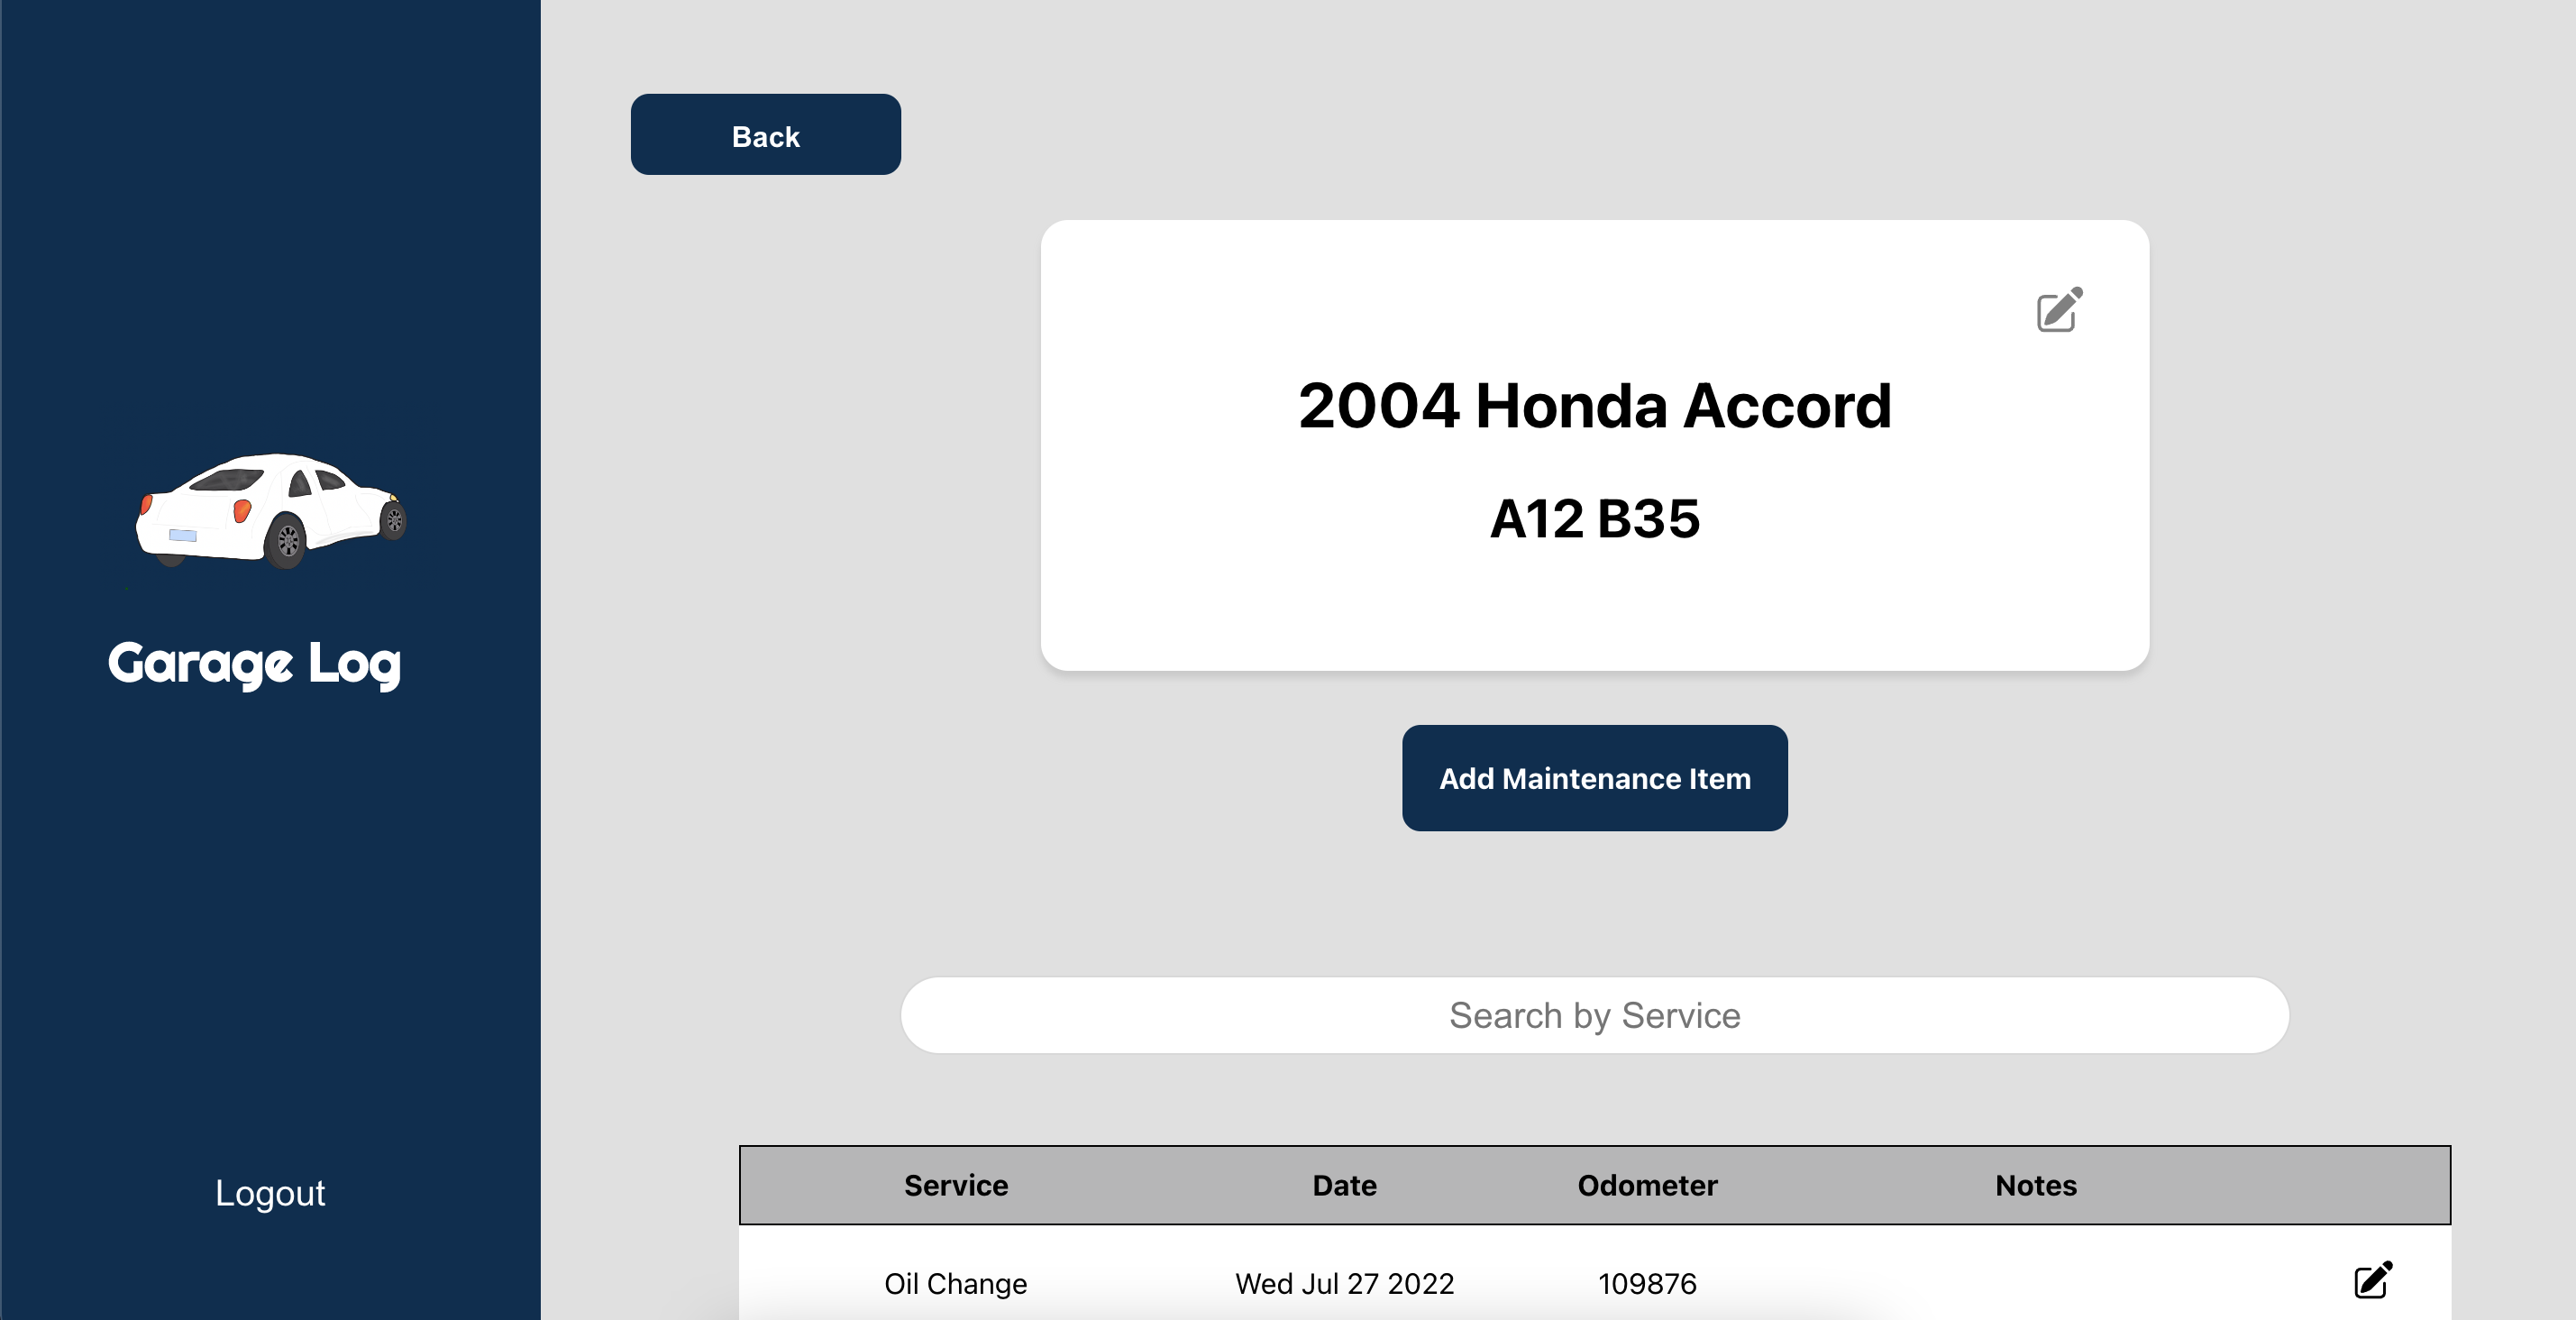 Back
2004 Honda Accord
A12 B35
Garage Log
Add Maintenance Item
Search by Service
Logout
Service Date Odometer Notes
Oil Change Wed Jul 27 2022 109876